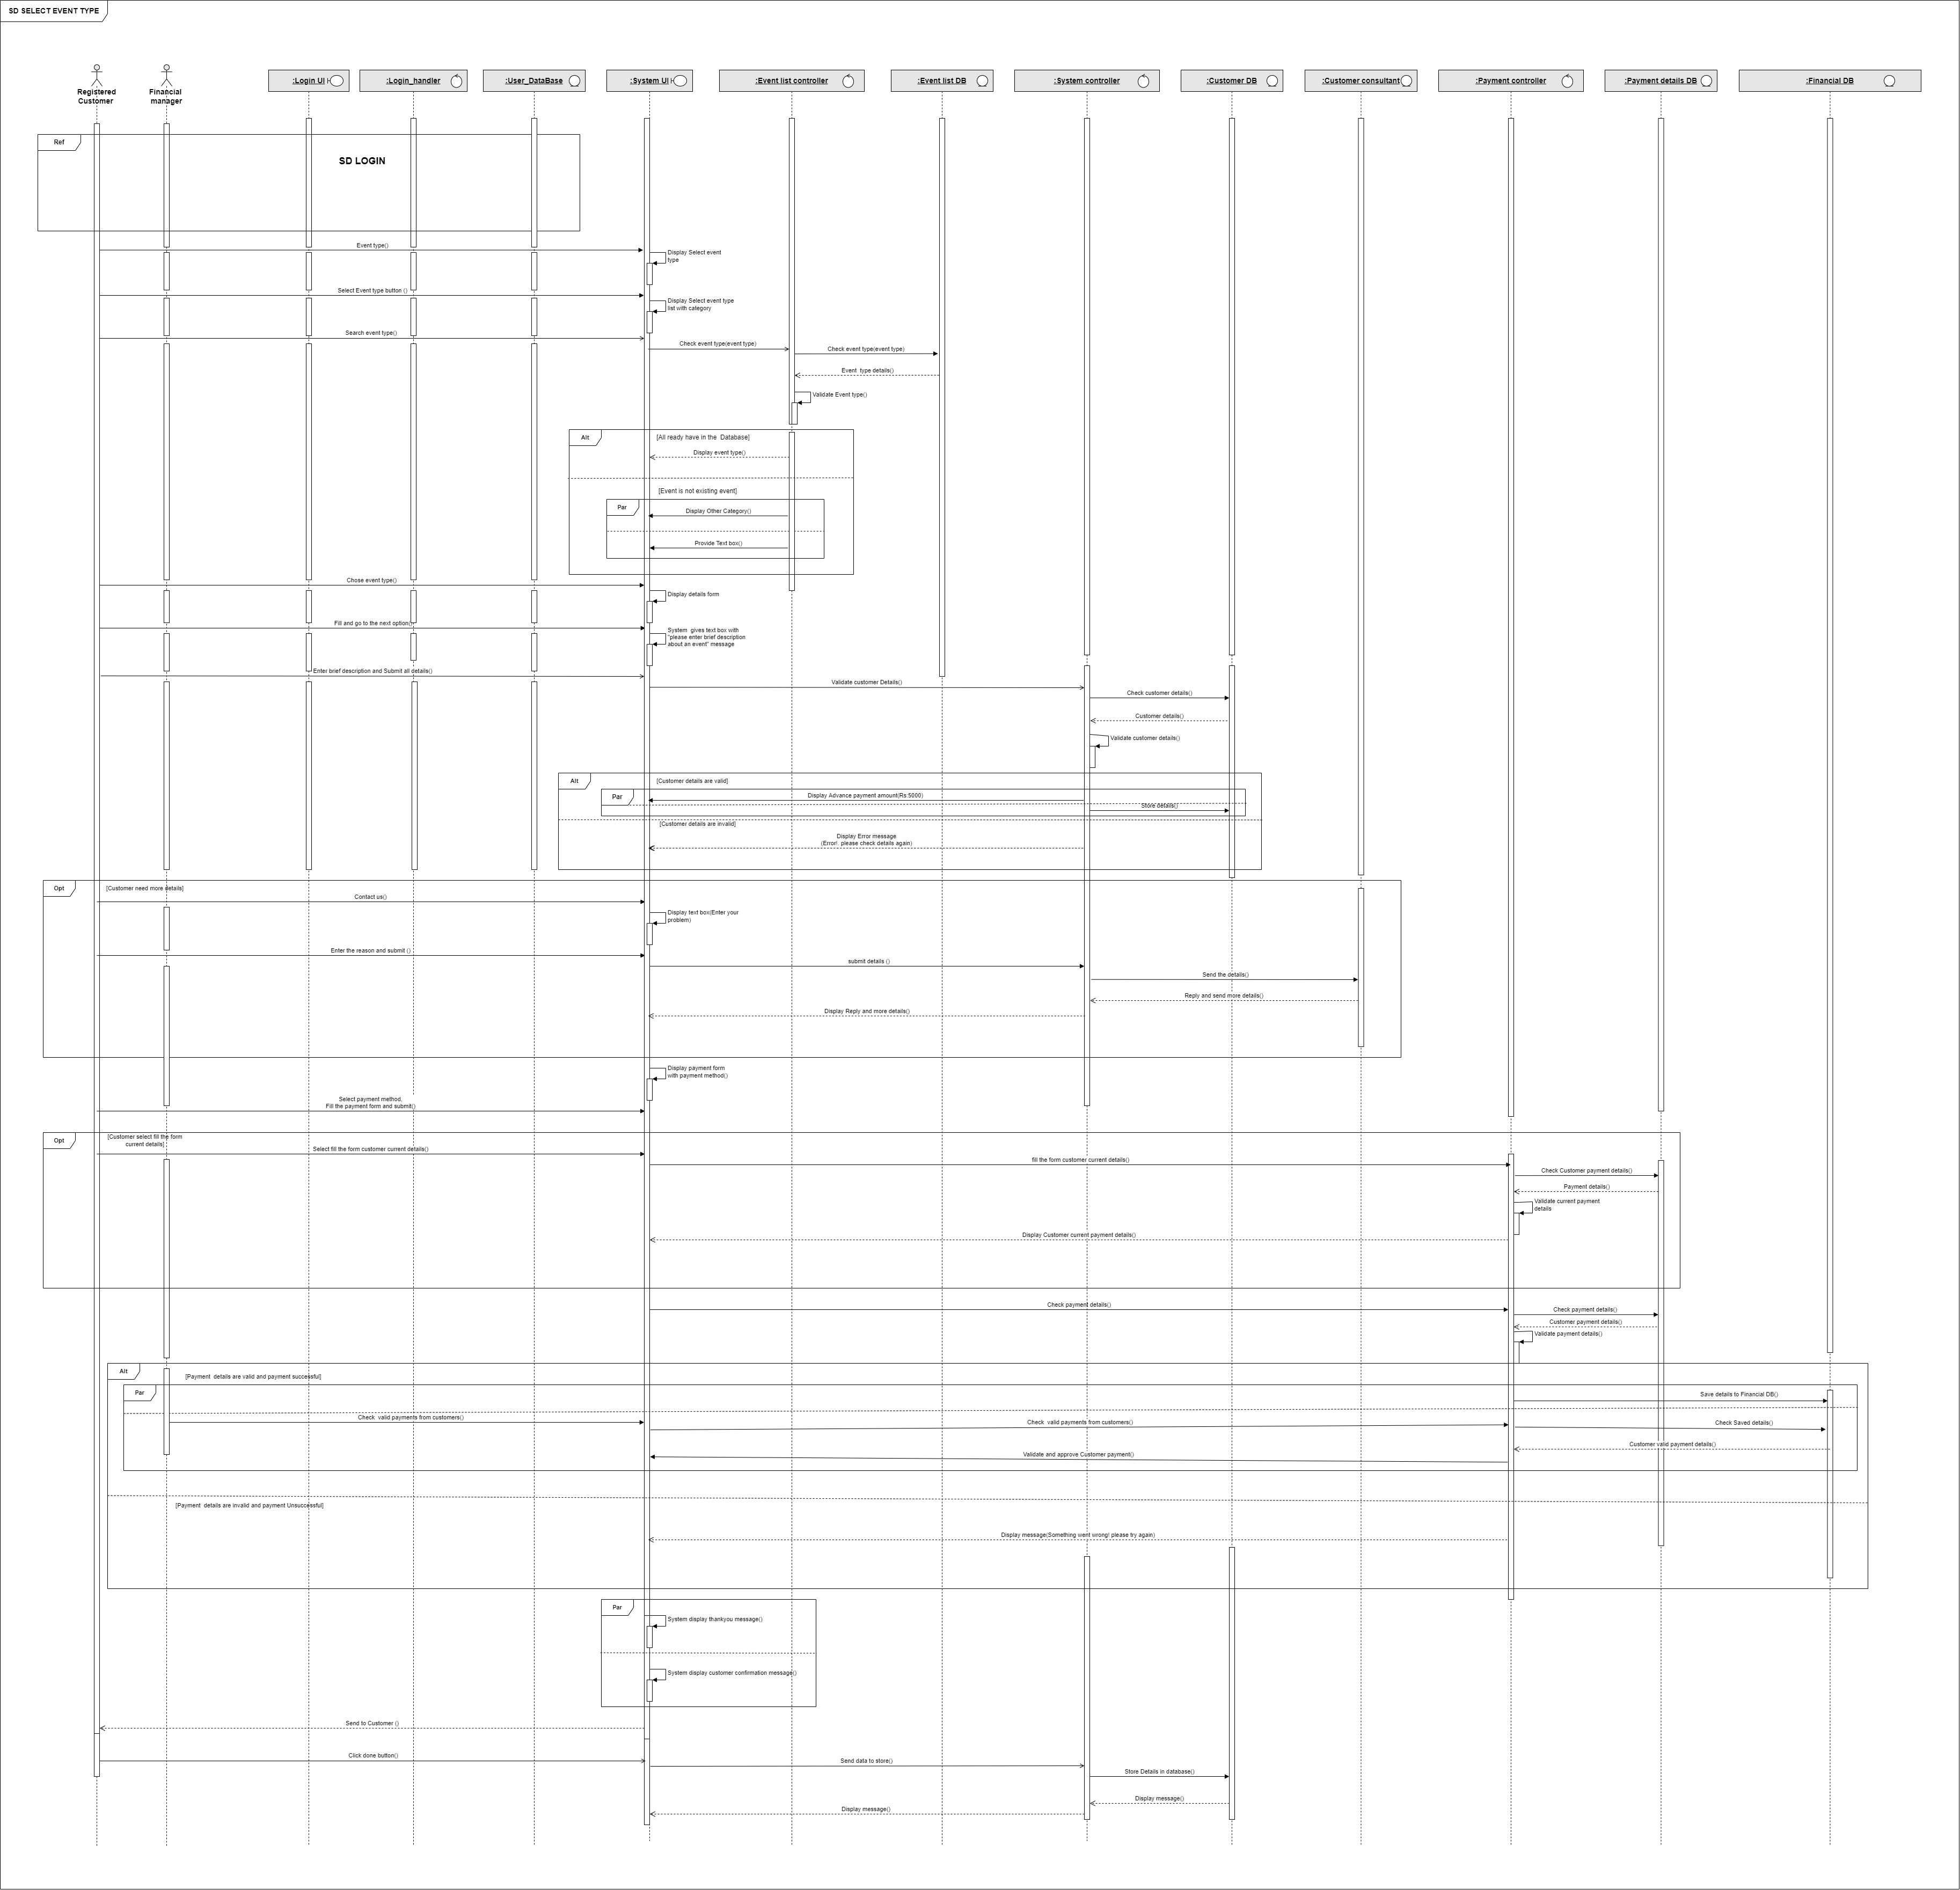 SD SELECT EVENT TYPE
Registered
Customer
Financial
manager
:Login UI
:Login_handler
:User_DataBase
:System UI
:Event list controller
:Event list DB
:System controller
:Customer DB
:Customer consultant
:Payment controller
:Payment details DB
:Financial DB
Ref
SD LOGIN
Event type()
Display Select event
type
Select Event type button ()
Display Select event type
list with category
Search event type()
Check event type(event type)
Check event type(event type)
Event  type details()
Validate Event type()
Alt
[All ready have in the  Database]
Display event type()
[Event is not existing event]
Par
Display Other Category()
Provide Text box()
Chose event type()
Display details form
Fill and go to the next option()
System  gives text box with
"please enter brief description
about an event" message
Enter brief description and Submit all details()
Validate customer Details()
Check customer details()
Customer details()
Validate customer details()
Alt
[Customer details are valid]
Par
Display Advance payment amount(Rs:5000)
Store details()
[Customer details are invalid]
Display Error message
(Error!. please check details again)
Opt
[Customer need more details]
Contact us()
Display text box(Enter your
problem)
Enter the reason and submit ()
submit details ()
Send the details()
Reply and send more details()
Display Reply and more details()
Display payment form
with payment method()
Select payment method,
Fill the payment form and submit()
Opt
[Customer select fill the form
current details]
Select fill the form customer current details()
fill the form customer current details()
Check Customer payment details()
Payment details()
Validate current payment
details
Display Customer current payment details()
Check payment details()
Check payment details()
Customer payment details()
Validate payment details()
Alt
[Payment  details are valid and payment successful]
Par
Save details to Financial DB()
Check  valid payments from customers()
Check  valid payments from customers()
Check Saved details()
Customer valid payment details()
Validate and approve Customer payment()
[Payment  details are invalid and payment Unsuccessful]
Display message(Something went wrong! please try again)
Par
System display thankyou message()
System display customer confirmation message()
Send to Customer ()
Click done button()
Send data to store()
Store Details in database()
Display message()
Display message()